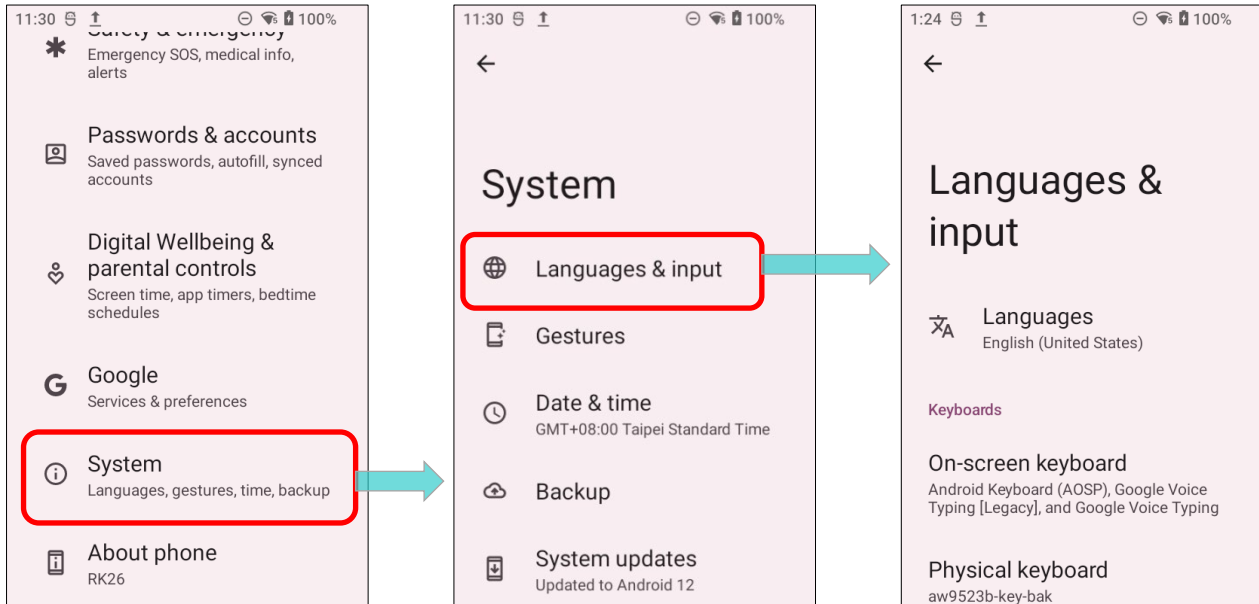 11:30 100%
Safety & emergency
Emergency SOS, medical info,
alerts
Passwords & accounts
Saved passwords, autofill, synced
accounts
Digital Wellbeing &
parental controls
Screen time, app timers, bedtime
schedules
Google
Services & preferences
System
Languages, gestures, time, backup
About phone
RK26
11:30 100%
System
Languages & input
Gestures
Date & time
GMT+08:00 Taipei Standard Time
Backup
System updates
Updated to Android 12
1:24 100%
Languages &
input
Languages
English (United States)
Keyboards
On-screen keyboard
Android Keyboard (AOSP), Google Voice
Typing [Legacy], and Google Voice Typing
Physical keyboard
aw9523b-key-bak